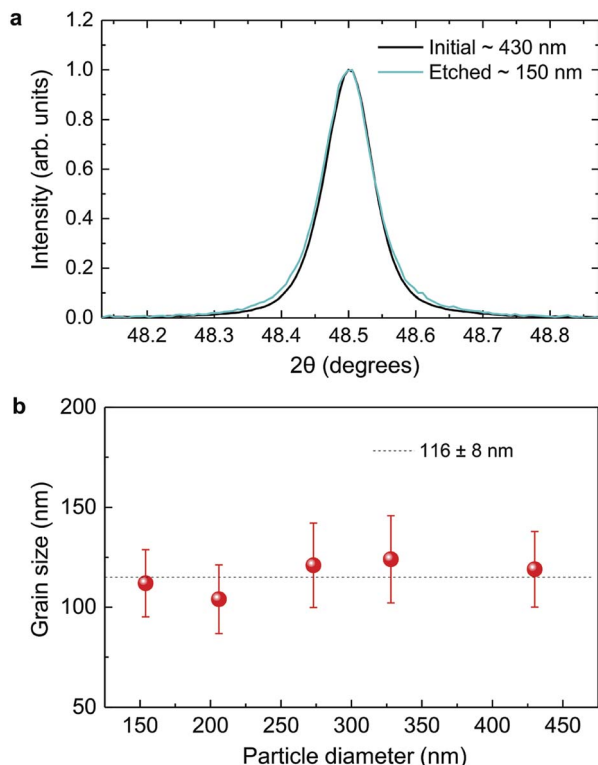 a
1.2
1.0
0.8
0.6
0.4
0.2
0.0
Intensity (arb. units)
Initial ~ 430 nm
Etched ~ 150 nm
48.2 48.3 48.4 48.5 48.6 48.7 48.8
2θ (degrees)
b
200
150
100
50
Grain size (nm)
116 ± 8 nm
150 200 250 300 350 400 450
Particle diameter (nm)